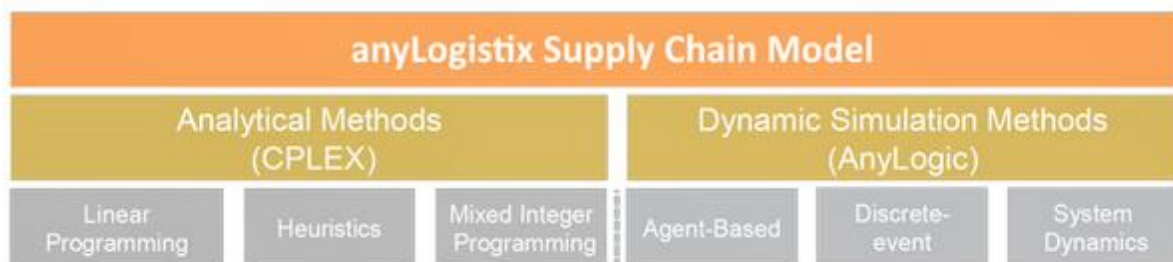 anyLogistix Supply Chain Model
Analytical Methods
(CPLEX)
Dynamic Simulation Methods
(AnyLogic)
Linear
Programming
Heuristics
Mixed Integer
Programming
Agent-Based
Discrete-
event
System
Dynamics